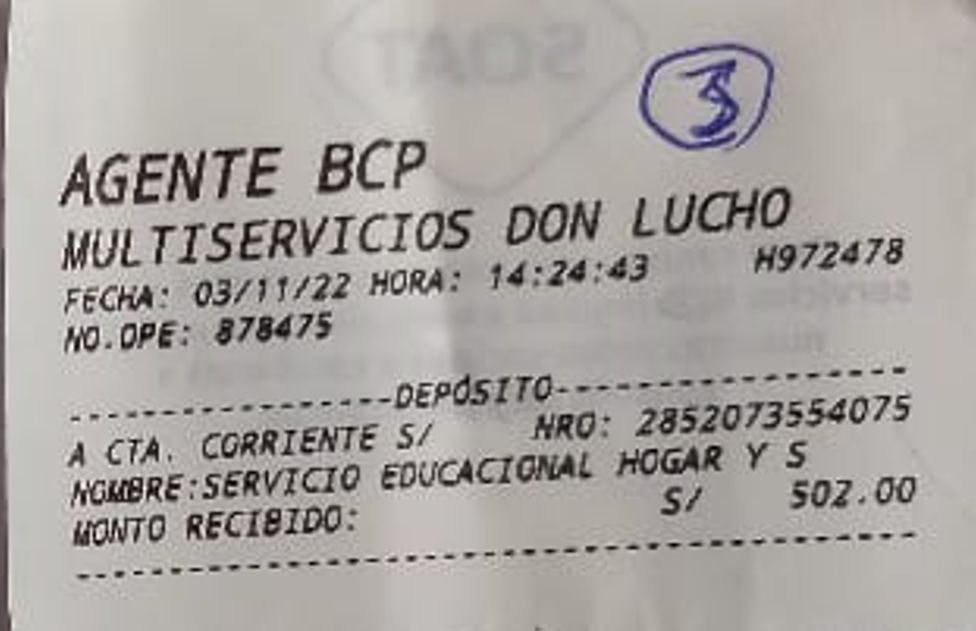 3
AGENTE BCP
MULTISERVICIOS DON LUCHO
FECHA: 03/11/22 HORA: 14:24:43 H972478
NO.OPE: 878475
--------------------DEPÓSITO----------------------
A CTA. CORRIENTE S/ NRO: 2852073554075
NOMBRE:SERVICIO EDUCACIONAL HOGAR Y S
MONTO RECIBIDO: S/ 502.00
--------------------------------------------------